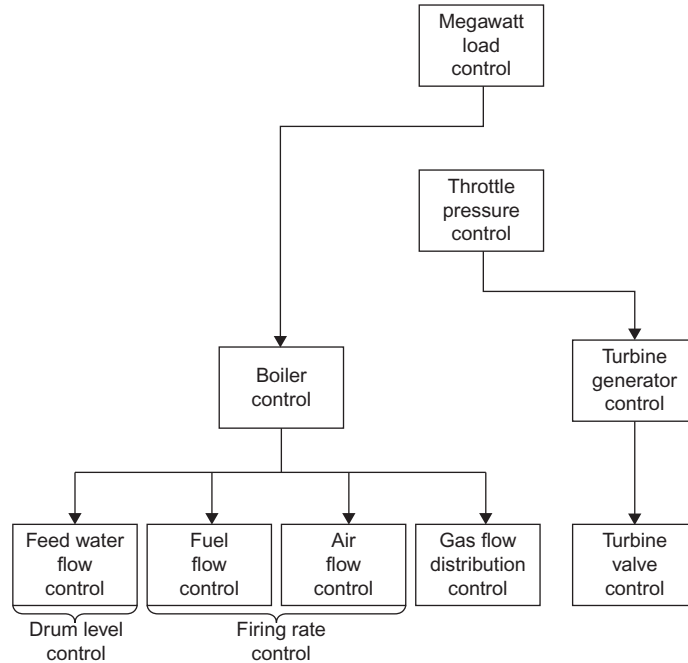 Megawatt
load
control
Throttle
pressure
control
Boiler
control
Turbine
generator
control
Feed water
flow
control
Fuel
flow
control
Air
flow
control
Gas flow
distribution
control
Turbine
valve
control
Drum level
control
Firing rate
control